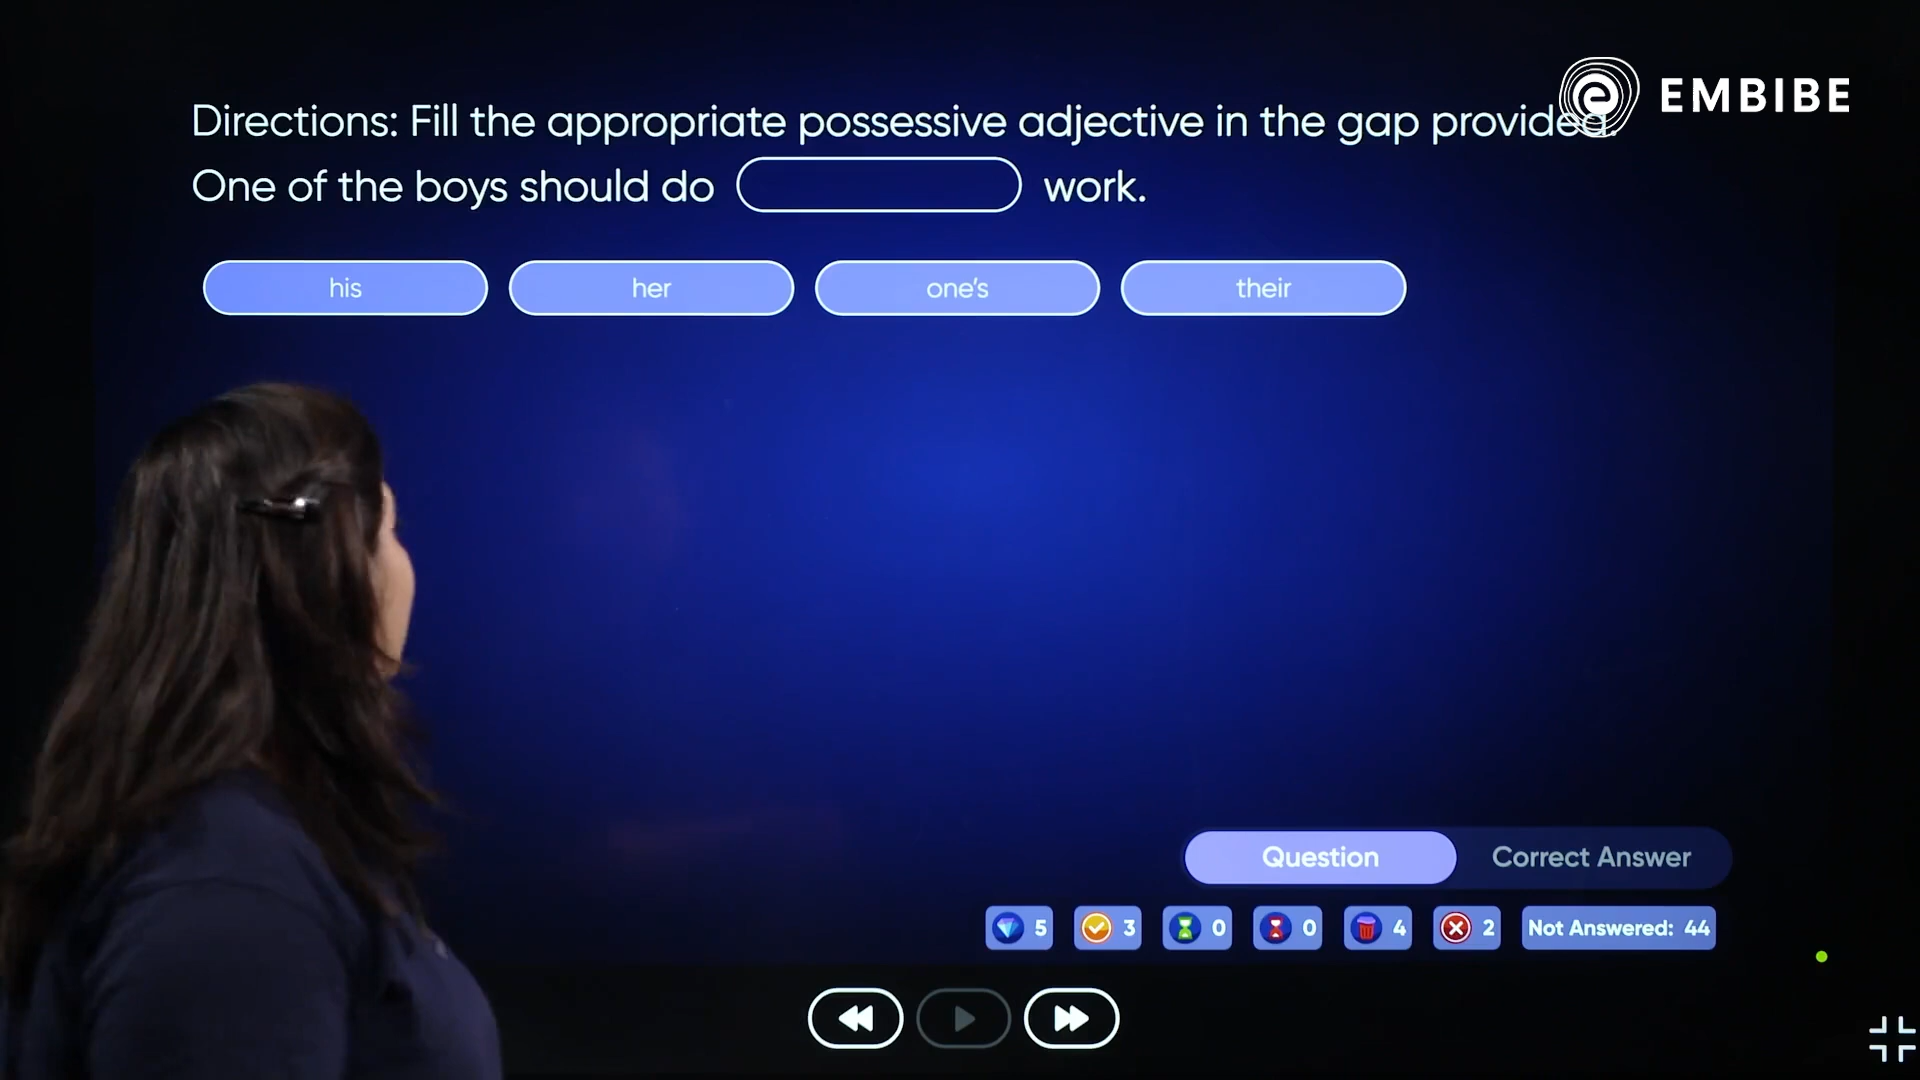 EMBIBE
Directions: Fill the appropriate possessive adjective in the gap provided.
One of the boys should do work.
his her one's their
Question Correct Answer
5 3 0 0 4 2 Not Answered: 44